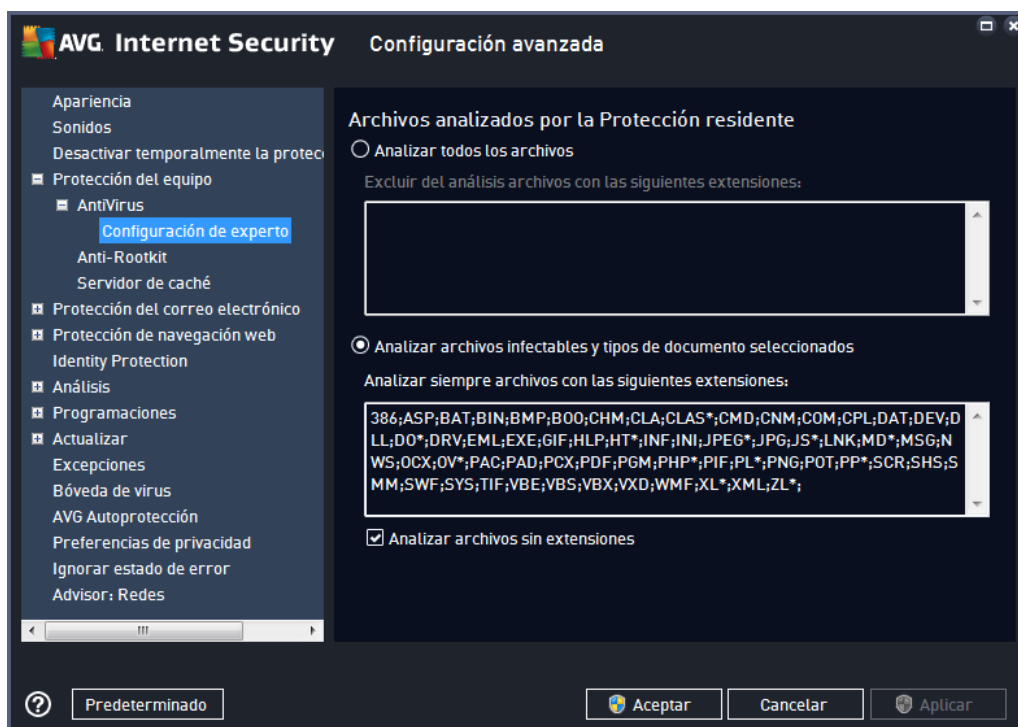 AVG. Internet Security
Configuración avanzada
Apariencia
Sonidos
Desactivar temporalmente la protec
Protección del equipo
AntiVirus
Configuración de experto
Anti-Rootkit
Servidor de caché
Protección del correo electrónico
Protección de navegación web
Identity Protection
Análisis
Programaciones
Actualizar
Excepciones
Bóveda de virus
AVG Autoprotección
Preferencias de privacidad
Ignorar estado de error
Advisor: Redes
Archivos analizados por la Protección residente
Analizar todos los archivos
Excluir del análisis archivos con las siguientes extensiones:
Analizar archivos infectables y tipos de documento seleccionados
Analizar siempre archivos con las siguientes extensiones:
386;ASP;BAT;BIN;BMP;BOO;CHM;CLA;CLAS*;CMD;CNM;COM;CPL;DAT;DEV;D
LL;DO*;DRV;EML;EXE;GIF;HLP;HT*;INF;INI;JPEG*;JPG;JS*;LNK;MD*;MSG;N
WS;OCX;OV*;PAC;PAD;PCX;PDF;PGM;PHP*;PIF;PL*;PNG;POT;PP*;SCR;SHS;S
MM;SWF;SYS;TIF;VBE;VBS;VBX;VXD;WMF;XL*;XML;ZL*;
Analizar archivos sin extensiones
Predeterminado
Aceptar
Cancelar
Aplicar